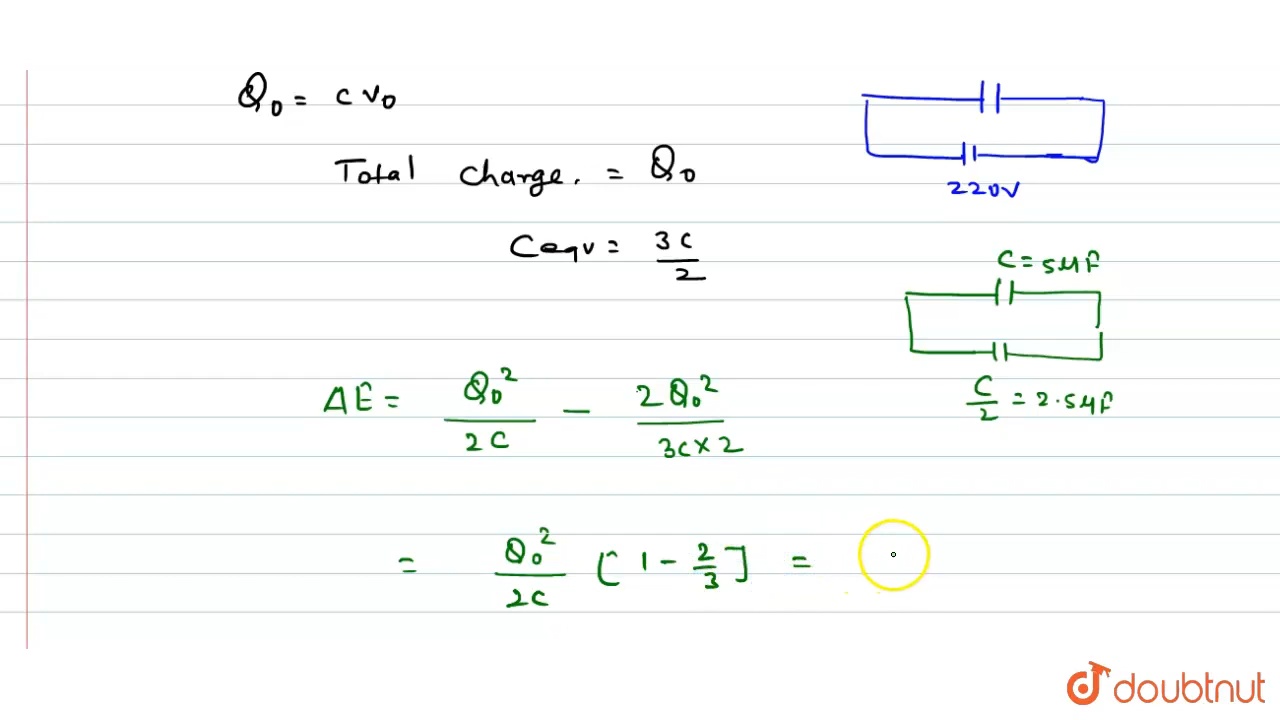 Q₀ = c v₀
Total charge. = Q₀
Ceqv = 3c/2
220V
C = 5μF
C/2 = 2.5μF
ΔE = Q₀²/2C − 2Q₀²/3c×2
= Q₀²/2c [1 − 2/3] =
doubtnut